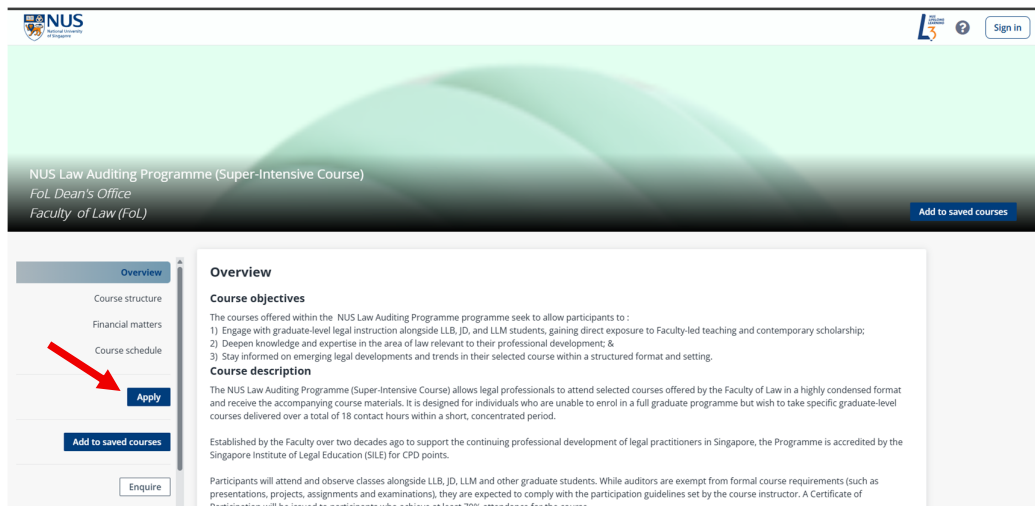 NUS
National University
of Singapore
NUS
LIFELONG
LEARNING
L3
?
Sign in
NUS Law Auditing Programme (Super-Intensive Course)
FoL Dean's Office
Faculty of Law (FoL)
Add to saved courses
Overview
Course structure
Financial matters
Course schedule
Apply
Add to saved courses
Enquire
Overview
Course objectives
The courses offered within the NUS Law Auditing Programme programme seek to allow participants to :
1) Engage with graduate-level legal instruction alongside LLB, JD, and LLM students, gaining direct exposure to Faculty-led teaching and contemporary scholarship;
2) Deepen knowledge and expertise in the area of law relevant to their professional development; &
3) Stay informed on emerging legal developments and trends in their selected course within a structured format and setting.
Course description
The NUS Law Auditing Programme (Super-Intensive Course) allows legal professionals to attend selected courses offered by the Faculty of Law in a highly condensed format
and receive the accompanying course materials. It is designed for individuals who are unable to enrol in a full graduate programme but wish to take specific graduate-level
courses delivered over a total of 18 contact hours within a short, concentrated period.
Established by the Faculty over two decades ago to support the continuing professional development of legal practitioners in Singapore, the Programme is accredited by the
Singapore Institute of Legal Education (SILE) for CPD points.
Participants will attend and observe classes alongside LLB, JD, LLM and other graduate students. While auditors are exempt from formal course requirements (such as
presentations, projects, assignments and examinations), they are expected to comply with the participation guidelines set by the course instructor. A Certificate of